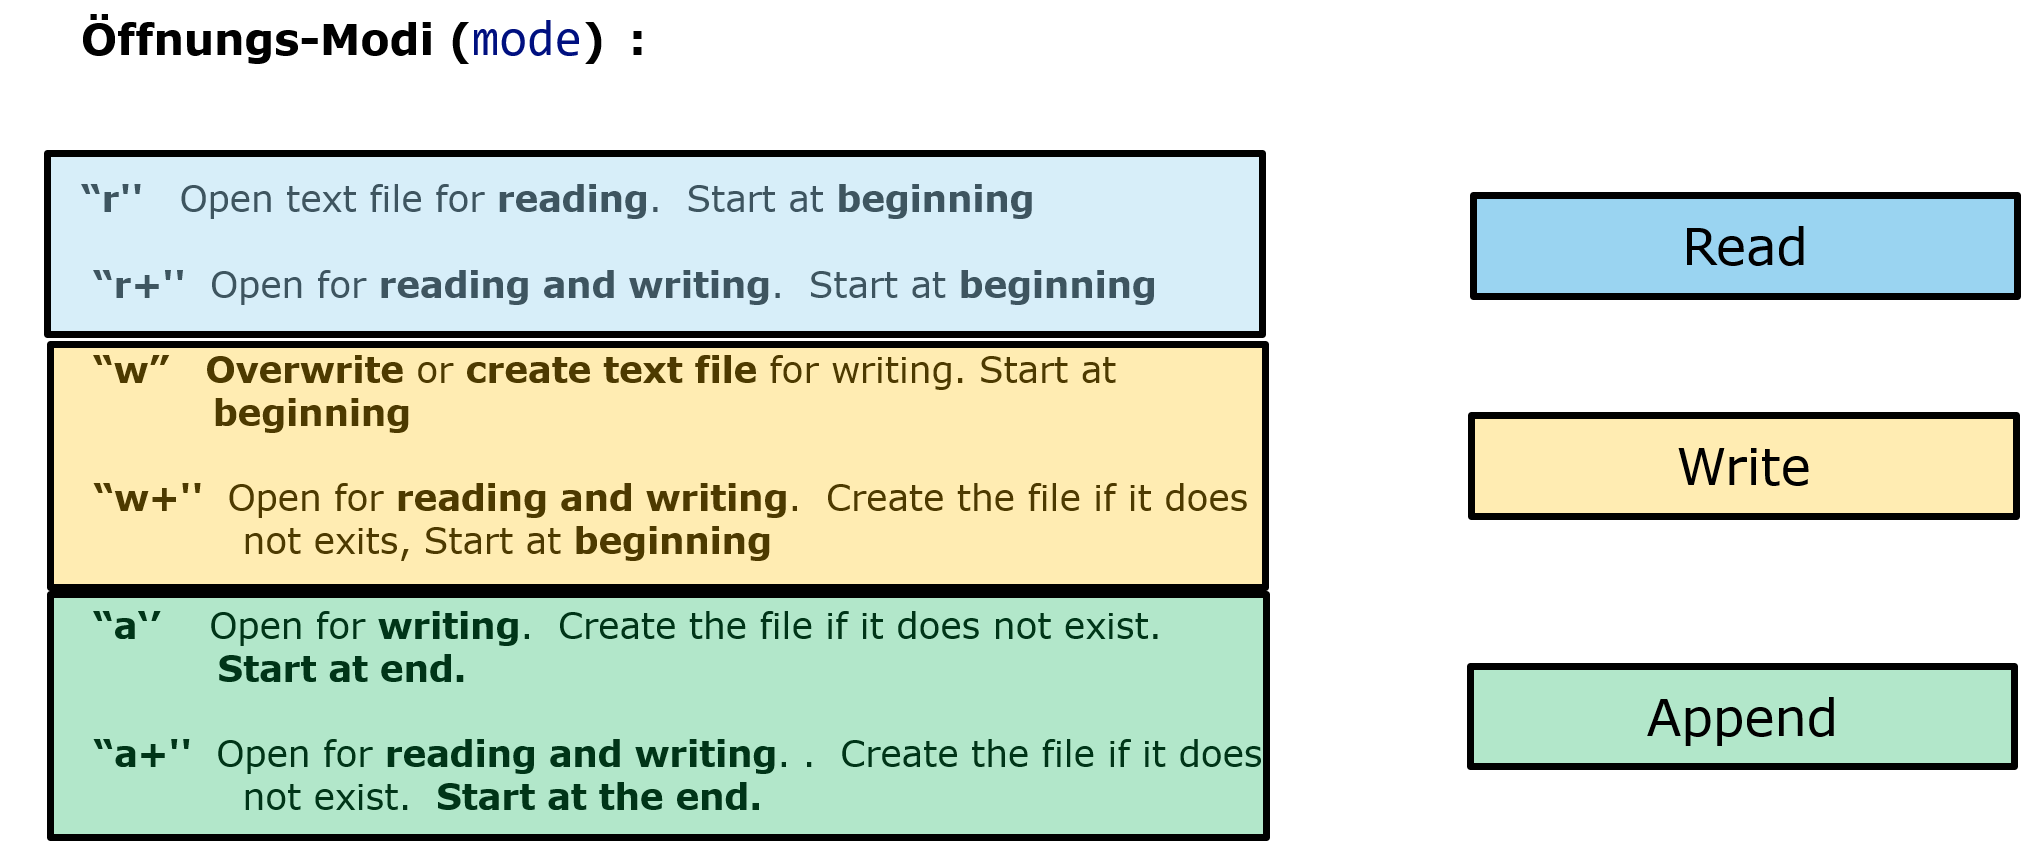 Öffnungs-Modi (mode) :
“r'' Open text file for reading. Start at beginning
“r+'' Open for reading and writing. Start at beginning
“w” Overwrite or create text file for writing. Start at
beginning
“w+'' Open for reading and writing. Create the file if it does
not exits, Start at beginning
“a‘’ Open for writing. Create the file if it does not exist.
Start at end.
“a+'' Open for reading and writing. . Create the file if it does
not exist. Start at the end.
Read
Write
Append